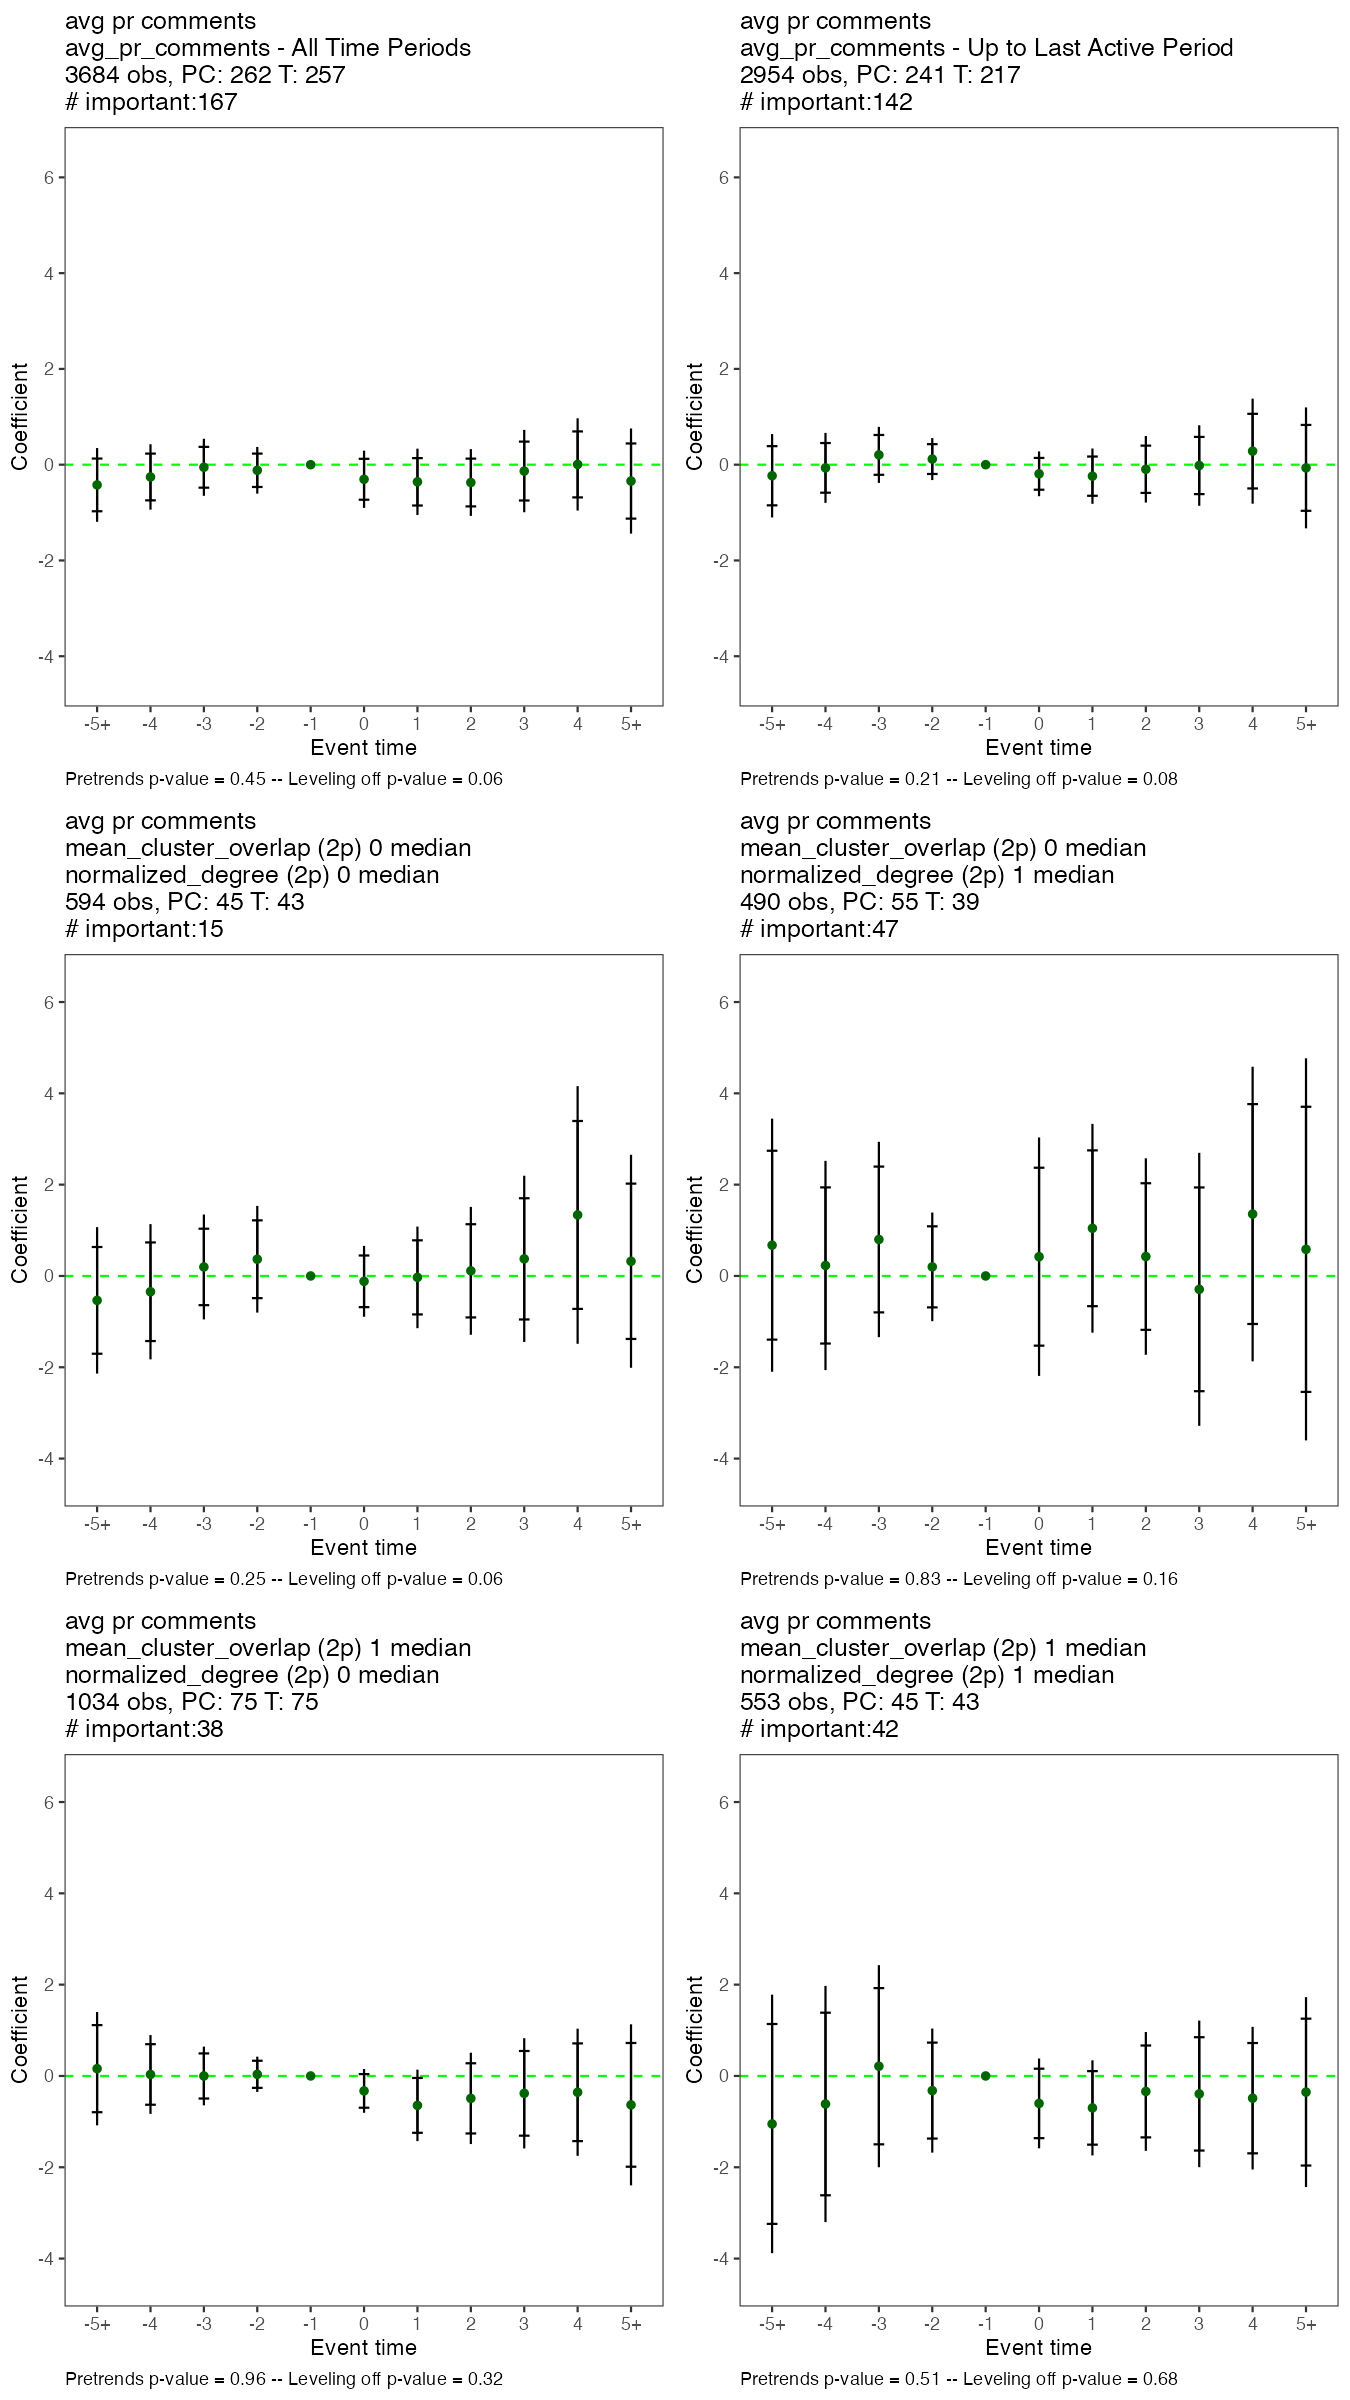 avg pr comments
avg_pr_comments - All Time Periods
3684 obs, PC: 262 T: 257
# important:167
6
4
2
0
-2
-4
Coefficient
-5+ -4 -3 -2 -1 0 1 2 3 4 5+
Event time
Pretrends p-value = 0.45 -- Leveling off p-value = 0.06
avg pr comments
avg_pr_comments - Up to Last Active Period
2954 obs, PC: 241 T: 217
# important:142
6
4
2
0
-2
-4
Coefficient
-5+ -4 -3 -2 -1 0 1 2 3 4 5+
Event time
Pretrends p-value = 0.21 -- Leveling off p-value = 0.08
avg pr comments
mean_cluster_overlap (2p) 0 median
normalized_degree (2p) 0 median
594 obs, PC: 45 T: 43
# important:15
6
4
2
0
-2
-4
Coefficient
-5+ -4 -3 -2 -1 0 1 2 3 4 5+
Event time
Pretrends p-value = 0.25 -- Leveling off p-value = 0.06
avg pr comments
mean_cluster_overlap (2p) 0 median
normalized_degree (2p) 1 median
490 obs, PC: 55 T: 39
# important:47
6
4
2
0
-2
-4
Coefficient
-5+ -4 -3 -2 -1 0 1 2 3 4 5+
Event time
Pretrends p-value = 0.83 -- Leveling off p-value = 0.16
avg pr comments
mean_cluster_overlap (2p) 1 median
normalized_degree (2p) 0 median
1034 obs, PC: 75 T: 75
# important:38
6
4
2
0
-2
-4
Coefficient
-5+ -4 -3 -2 -1 0 1 2 3 4 5+
Event time
Pretrends p-value = 0.96 -- Leveling off p-value = 0.32
avg pr comments
mean_cluster_overlap (2p) 1 median
normalized_degree (2p) 1 median
553 obs, PC: 45 T: 43
# important:42
6
4
2
0
-2
-4
Coefficient
-5+ -4 -3 -2 -1 0 1 2 3 4 5+
Event time
Pretrends p-value = 0.51 -- Leveling off p-value = 0.68